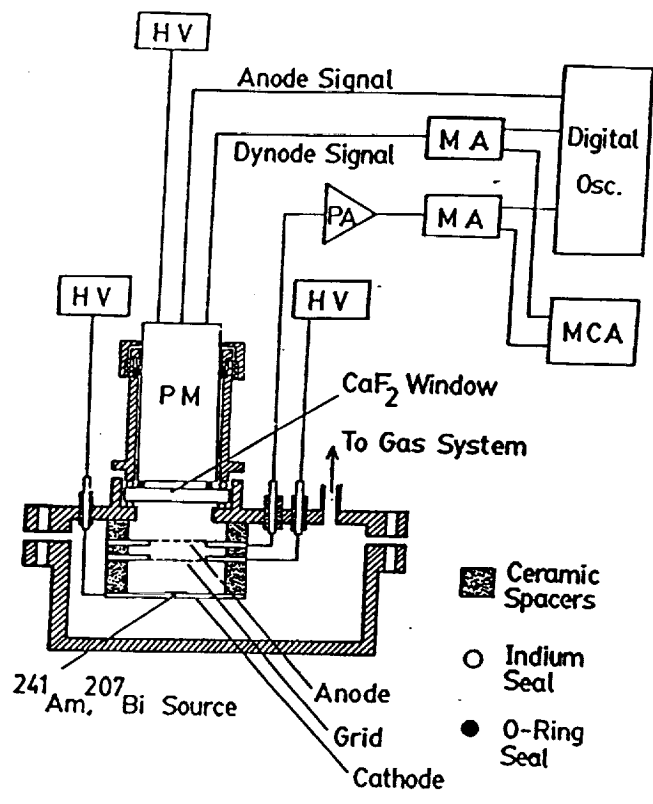 HV
Anode Signal
Dynode Signal
MA
Digital
Osc.
PA
MA
HV
HV
MCA
PM
CaF2 Window
To Gas System
Ceramic
Spacers
241Am, 207Bi Source
Anode
Grid
Cathode
Indium
Seal
O-Ring
Seal